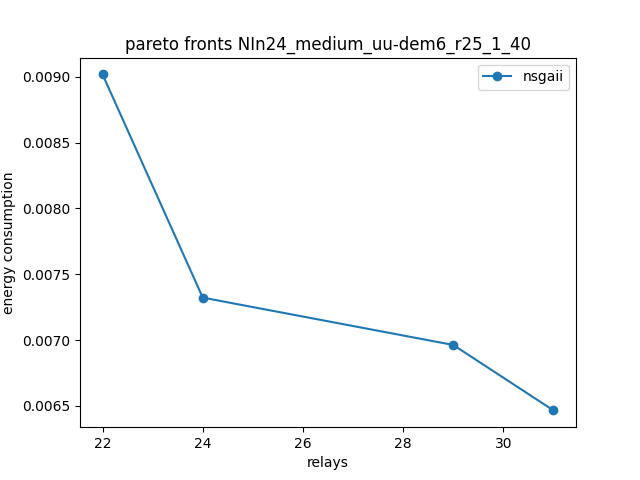 pareto fronts NIn24_medium_uu-dem6_r25_1_40
nsgaii
energy consumption
0.0090
0.0085
0.0080
0.0075
0.0070
0.0065
22 24 26 28 30
relays